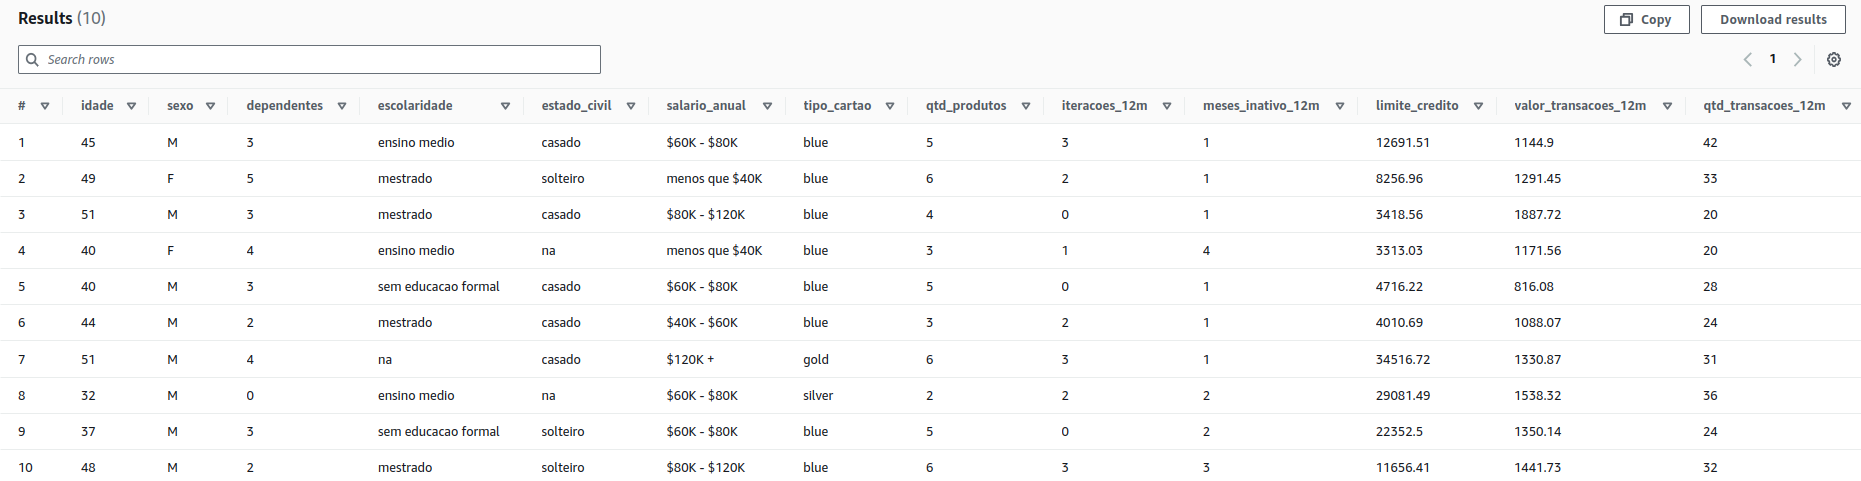 Results (10)
Copy
Download results
Search rows
1
# idade sexo dependentes escolaridade estado_civil salario_anual tipo_cartao qtd_produtos iteracoes_12m meses_inativo_12m limite_credito valor_transacoes_12m qtd_transacoes_12m
1 45 M 3 ensino medio casado $60K - $80K blue 5 3 1 12691.51 1144.9 42
2 49 F 5 mestrado solteiro menos que $40K blue 6 2 1 8256.96 1291.45 33
3 51 M 3 mestrado casado $80K - $120K blue 4 0 1 3418.56 1887.72 20
4 40 F 4 ensino medio na menos que $40K blue 3 1 4 3313.03 1171.56 20
5 40 M 3 sem educacao formal casado $60K - $80K blue 5 0 1 4716.22 816.08 28
6 44 M 2 mestrado casado $40K - $60K blue 3 2 1 4010.69 1088.07 24
7 51 M 4 na casado $120K + gold 6 3 1 34516.72 1330.87 31
8 32 M 0 ensino medio na $60K - $80K silver 2 2 2 29081.49 1538.32 36
9 37 M 3 sem educacao formal solteiro $60K - $80K blue 5 0 2 22352.5 1350.14 24
10 48 M 2 mestrado solteiro $80K - $120K blue 6 3 3 11656.41 1441.73 32